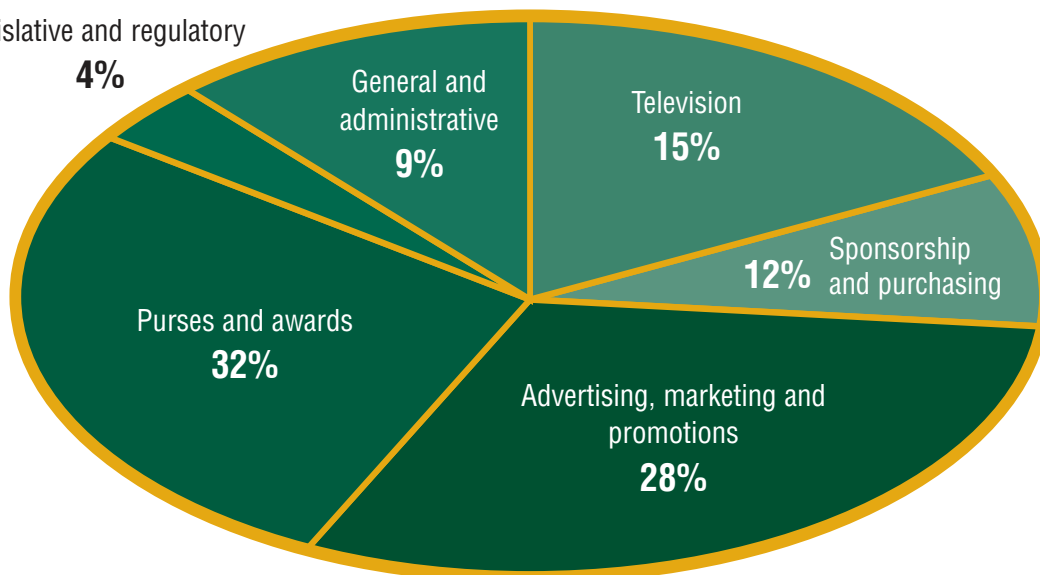 and regulatory
4%
General and
administrative
9%
Television
15%
12%
Sponsorship
and purchasing
Purses and awards
32%
Advertising, marketing and
promotions
28%